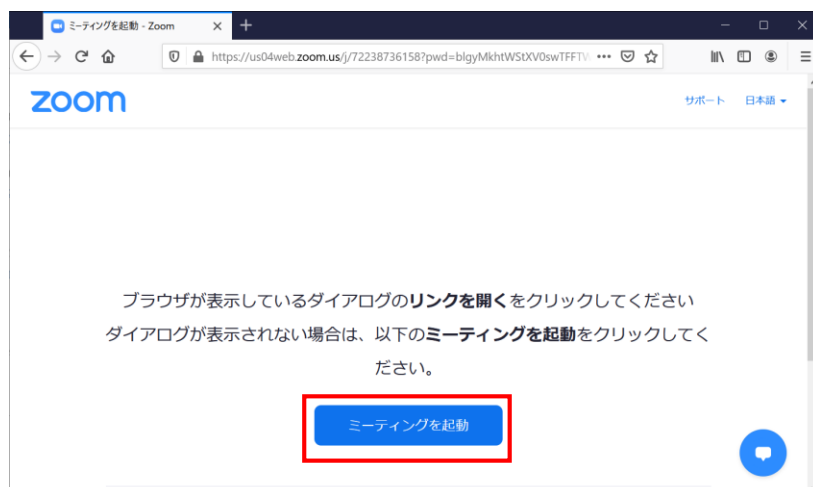 ミーティングを起動 - Zoom
https://us04web.zoom.us/j/72238736158?pwd=blgyMkhtWStXV0swTFFTV
zoom
サポート 日本語
ブラウザが表示しているダイアログのリンクを開くをクリックしてください
ダイアログが表示されない場合は、以下のミーティングを起動をクリックしてく
ださい。
ミーティングを起動